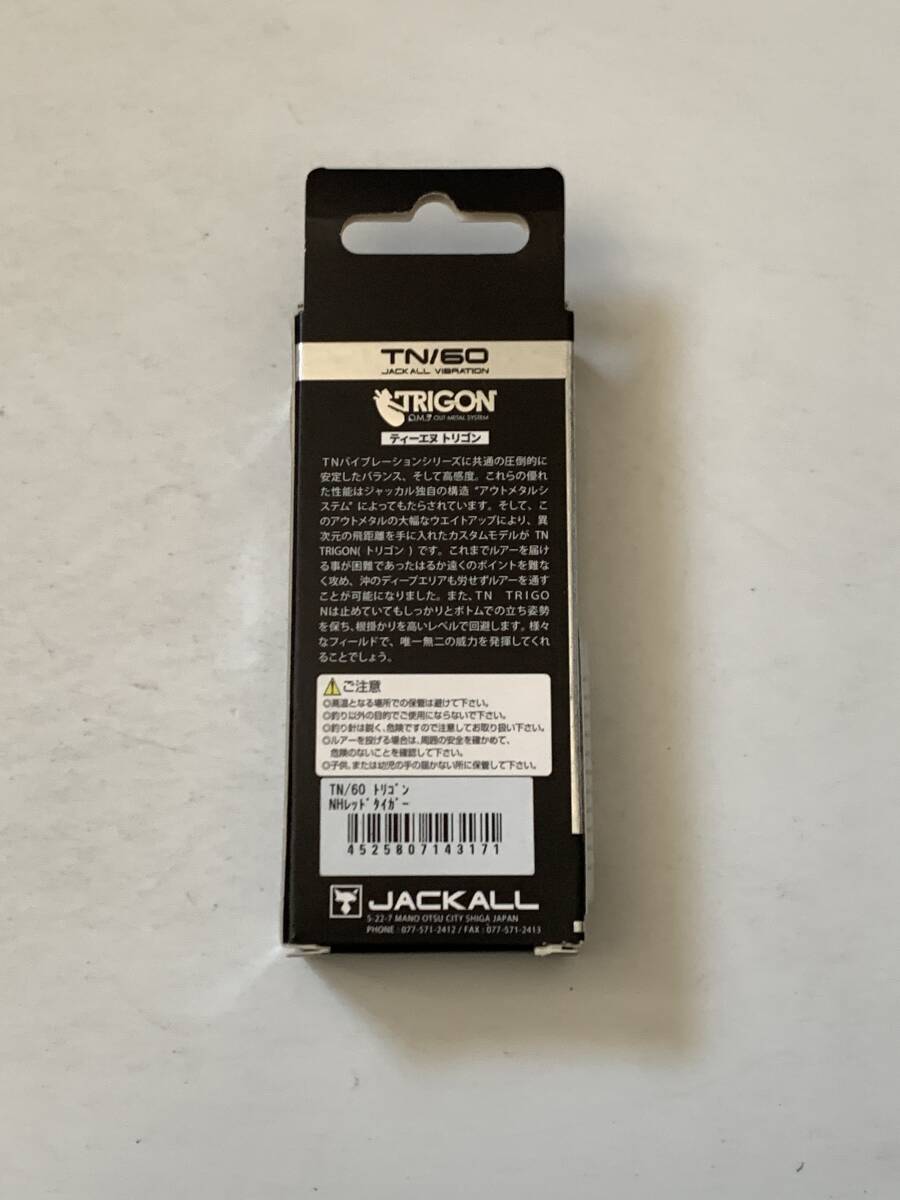 TN/60
JACKALL VIBRATION
TRIGON
O.M.S OUT METAL SYSTEM
ティーエヌ トリゴン
TNバイブレーションシリーズに共通の圧倒的に
安定したバランス、そして高感度。これらの優れ
た性能はジャッカル独自の構造 “アウトメタルシ
ステム” によってもたらされています。そして、こ
のアウトメタルの大幅なウエイトアップにより、異
次元の飛距離を手に入れたカスタムモデルが TN
TRIGON( トリゴン ) です。これまでルアーを届け
る事が困難であったはるか遠くのポイントを難な
く攻め、沖のディープエリアも労せずルアーを通す
ことが可能になりました。また、TN TRIGO
Nは止めていてもしっかりとボトムでの立ち姿勢
を保ち、根掛かりを高いレベルで回避します。様々
なフィールドで、唯一無二の威力を発揮してくれ
ることでしょう。
ご注意
◎高温となる場所での保管は避けて下さい。
◎釣り以外の目的でご使用にならないで下さい。
◎釣り針は鋭く、危険ですので注意してお取り扱い下さい。
◎ルアーを投げる場合は、周囲の安全を確かめて、
危険のないことを確認して下さい。
◎子供、または幼児の手の届かない所に保管して下さい。
TN/60 ﾄﾘｺﾞﾝ
NHﾚｯﾄﾞﾀｲｶﾞｰ
4525807143171
JACKALL
5-22-7 MANO OTSU CITY SHIGA JAPAN
PHONE : 077-571-2412 / FAX : 077-571-2413